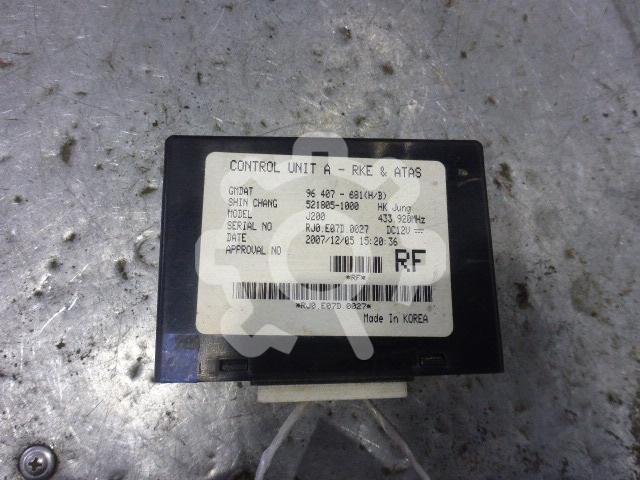 CONTROL UNIT A - RKE & ATAS
GMDAT 96 407 - 681(H/B)
SHIN CHANG 521805-1000 HK Jung
MODEL J200 433.920MHz
SERIAL NO RJ0.E07D.0027 DC12V
DATE 2007/12/05 15:20:36
APPROVAL NO
RF
*RF*
*RJ0.E07D.0027*
Made In KOREA